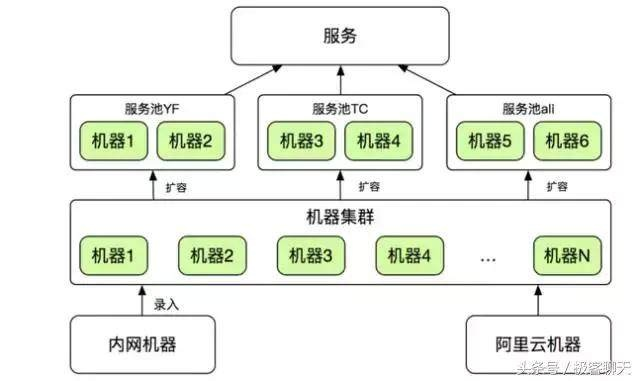 服务
服务池YF
服务池TC
服务池ali
机器1 机器2
机器3 机器4
机器5 机器6
扩容
扩容
扩容
机器集群
机器1 机器2 机器3 机器4 ... 机器N
录入
内网机器
阿里云机器
头条号 / 极客聊天